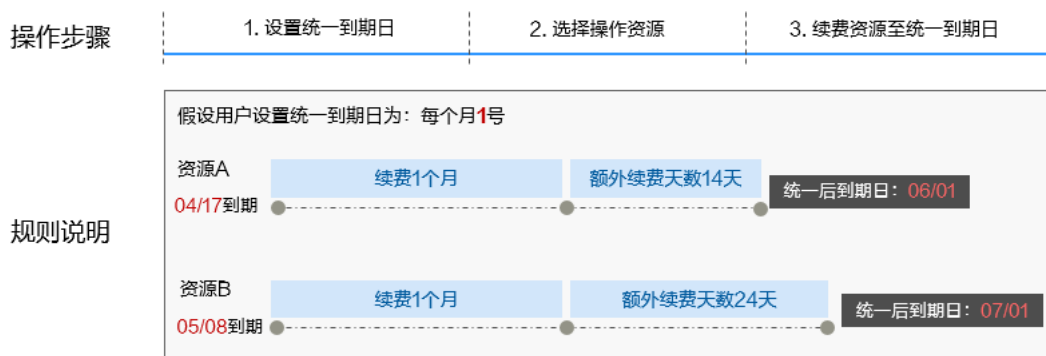 操作步骤
1. 设置统一到期日
2. 选择操作资源
3. 续费资源至统一到期日
规则说明
假设用户设置统一到期日为：每个月1号
资源A
04/17到期
续费1个月
额外续费天数14天
统一后到期日：06/01
资源B
05/08到期
续费1个月
额外续费天数24天
统一后到期日：07/01